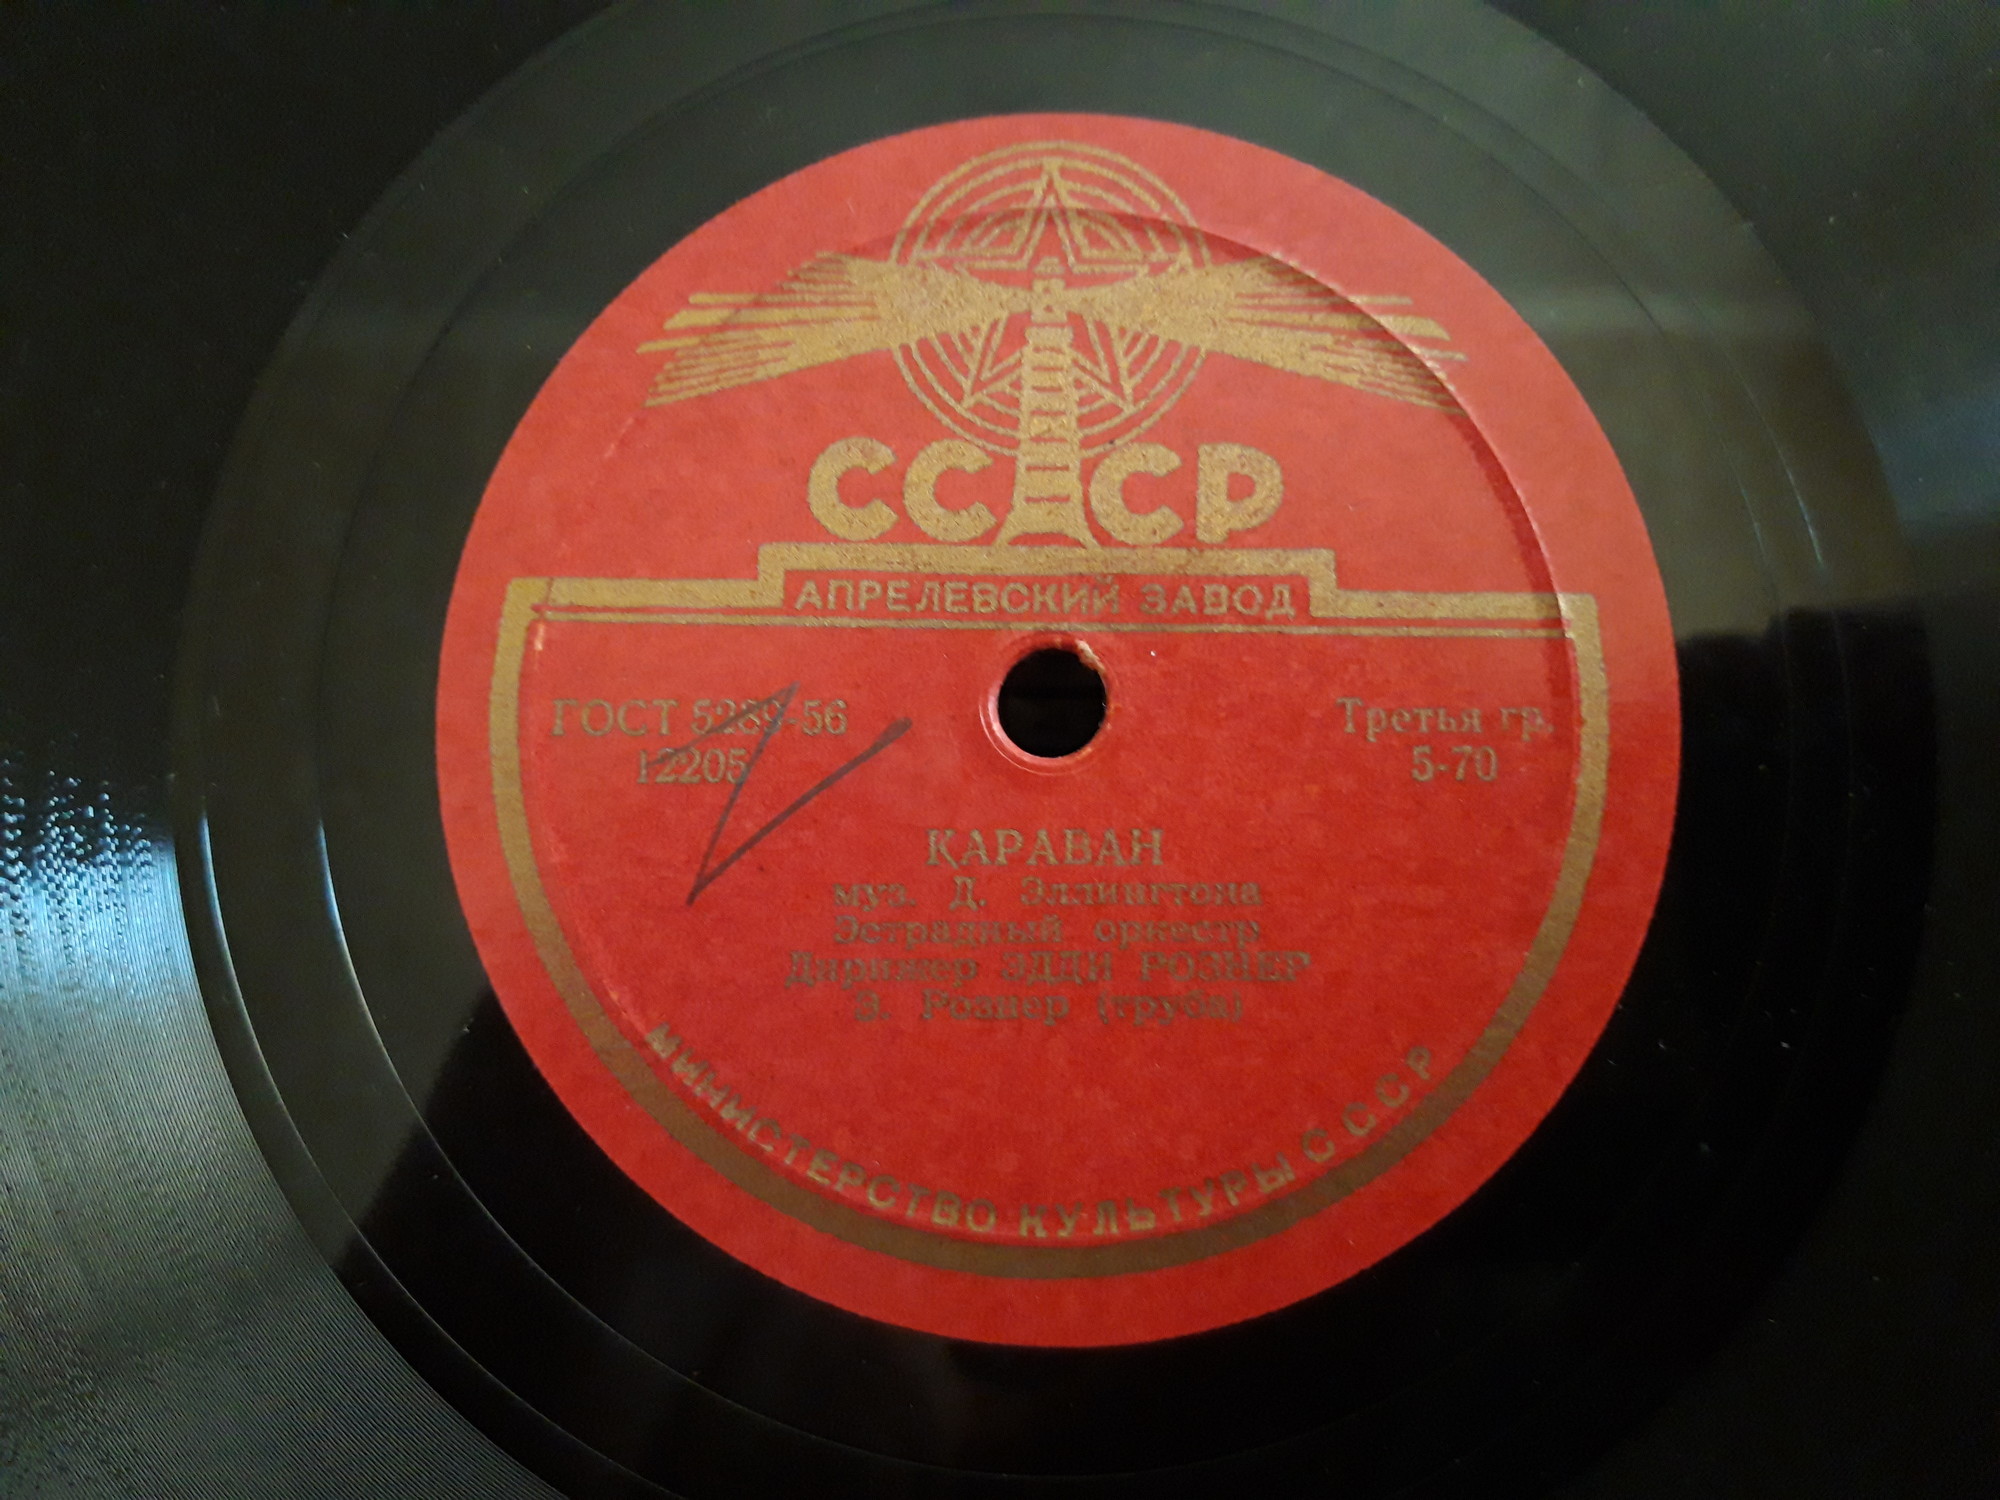 СССР
АПРЕЛЕВСКИЙ ЗАВОД
ГОСТ 5289-56
12205
Третья гр.
5-70
КАРАВАН
муз. Д. Эллингтона
Эстрадный оркестр
Дирижер ЭДДИ РОЗНЕР
Э. Рознер (труба)
МИНИСТЕРСТВО КУЛЬТУРЫ СССР